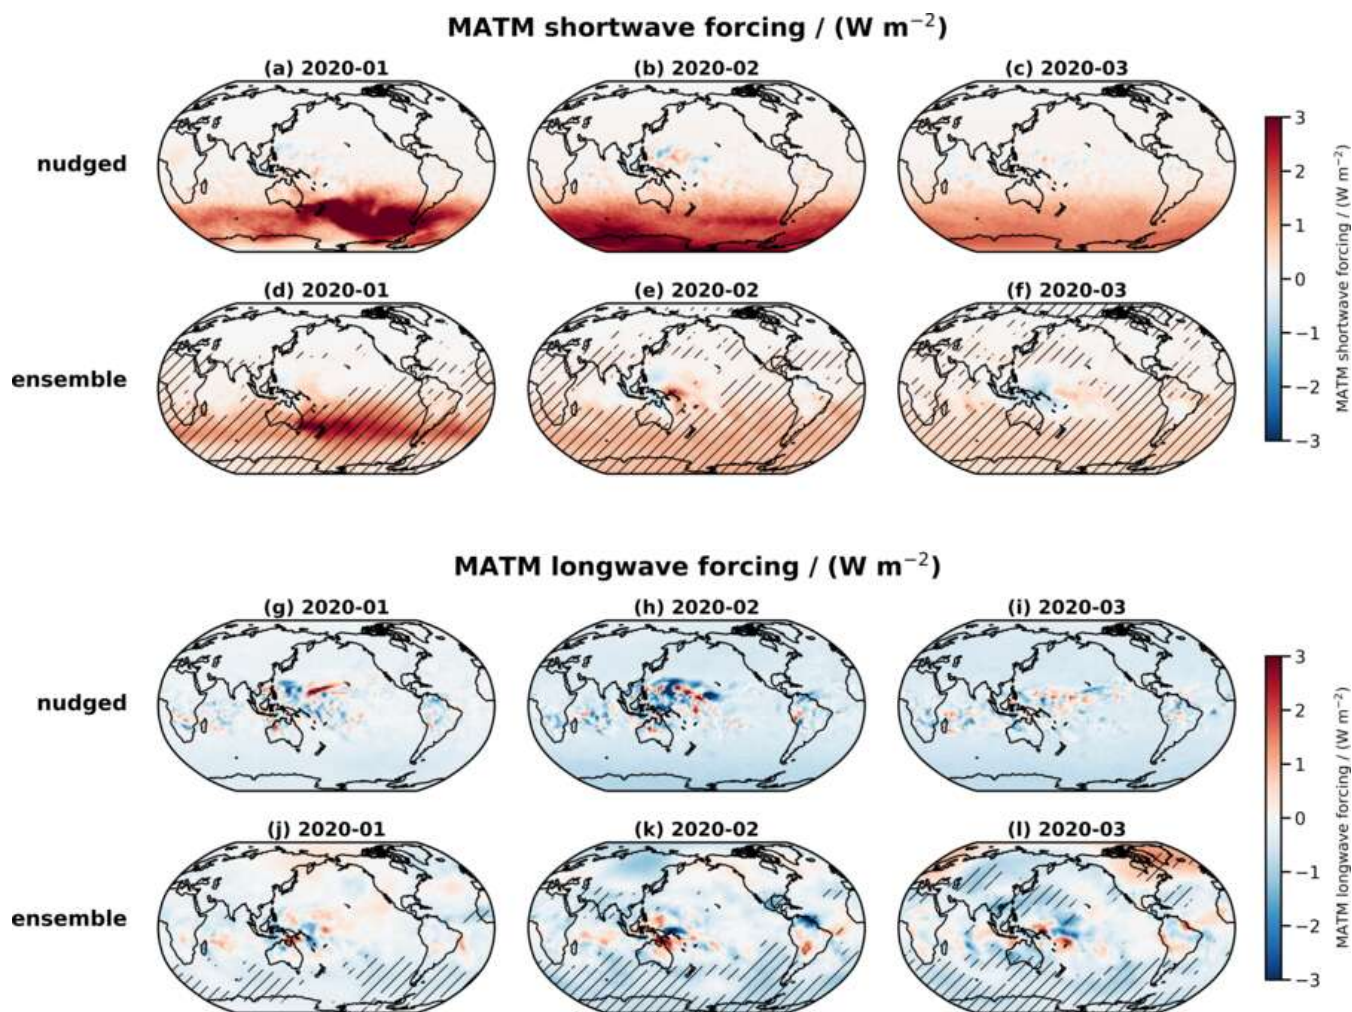 MATM shortwave forcing / (W m⁻²)
(a) 2020-01 (b) 2020-02 (c) 2020-03
nudged
(d) 2020-01 (e) 2020-02 (f) 2020-03
ensemble
3
2
1
0
−1
−2
−3
MATM shortwave forcing / (W m⁻²)
MATM longwave forcing / (W m⁻²)
(g) 2020-01 (h) 2020-02 (i) 2020-03
nudged
(j) 2020-01 (k) 2020-02 (l) 2020-03
ensemble
3
2
1
0
−1
−2
−3
MATM longwave forcing / (W m⁻²)